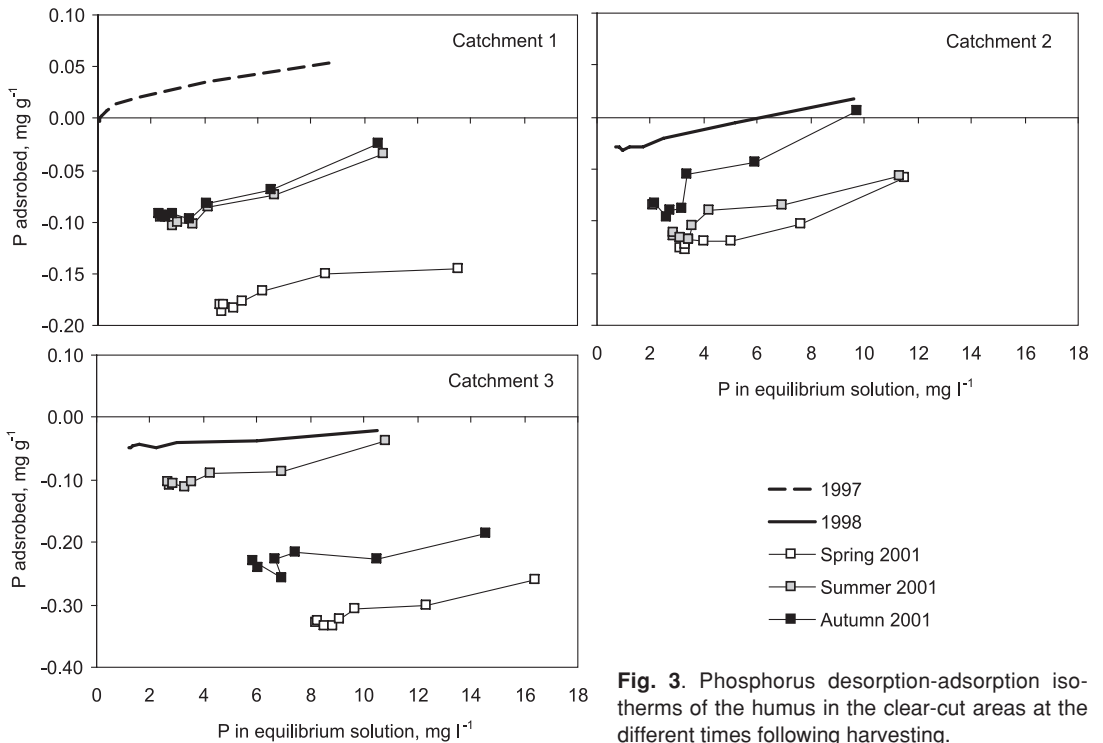 0.10
0.05
0.00
-0.05
-0.10
-0.15
-0.20
P adsrobed, mg g-1
Catchment 1
Catchment 2
0 2 4 6 8 10 12 14 16 18
P in equilibrium solution, mg l-1
0.10
0.00
-0.10
-0.20
-0.30
-0.40
P adsrobed, mg g-1
Catchment 3
0 2 4 6 8 10 12 14 16 18
P in equilibrium solution, mg l-1
1997
1998
Spring 2001
Summer 2001
Autumn 2001
Fig. 3. Phosphorus desorption-adsorption iso-
therms of the humus in the clear-cut areas at the
different times following harvesting.